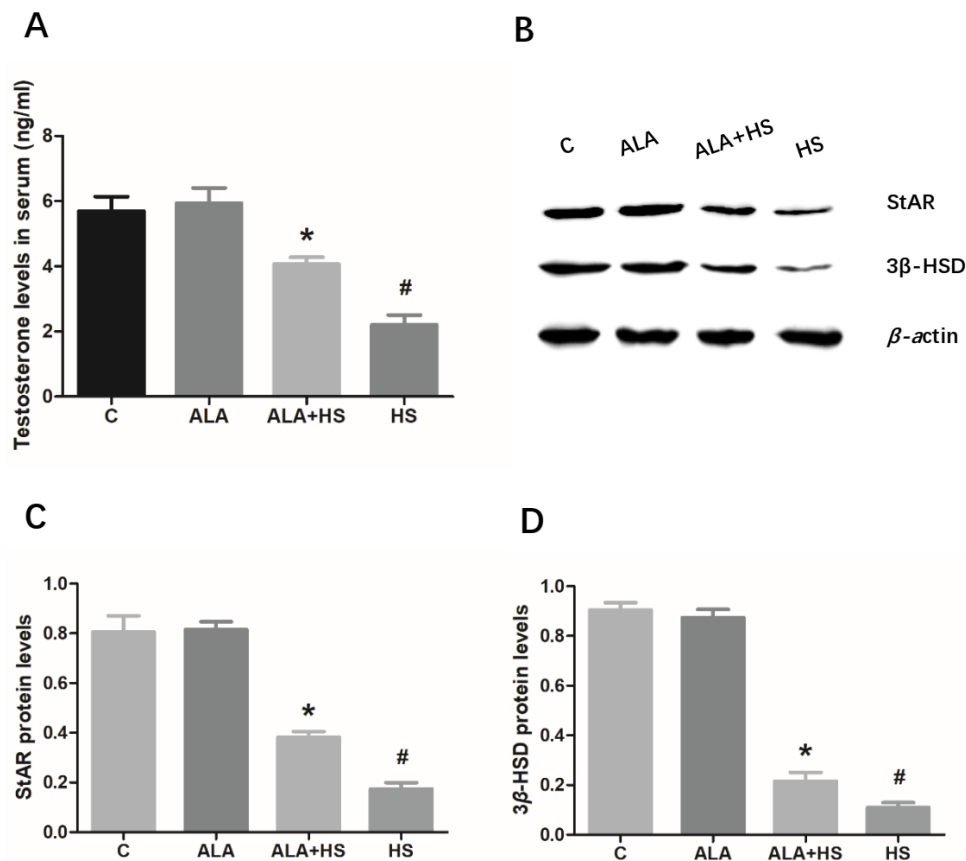 A
Testosterone levels in serum (ng/ml)
8
6
4
2
0
*
#
C ALA ALA+HS HS
B
C ALA ALA+HS HS
StAR
3β-HSD
β-actin
C
StAR protein levels
1.0
0.8
0.6
0.4
0.2
0.0
*
#
C ALA ALA+HS HS
D
3β-HSD protein levels
1.0
0.8
0.6
0.4
0.2
0.0
*
#
C ALA ALA+HS HS